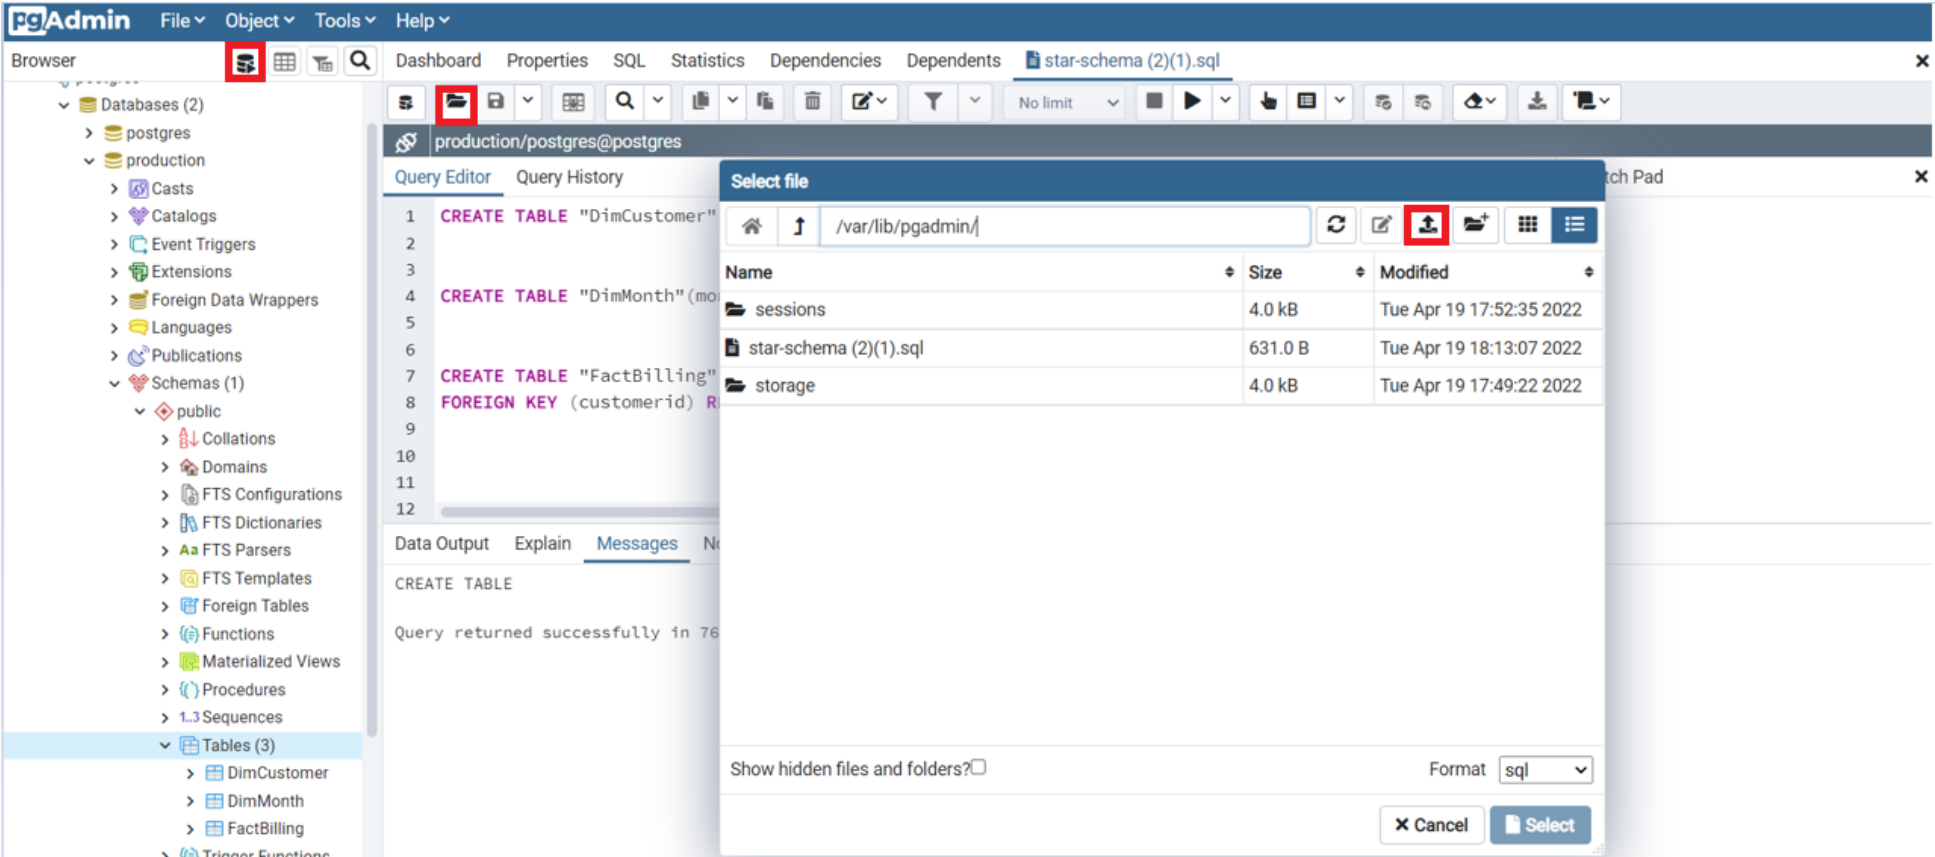 pgAdmin File Object Tools Help
Browser
Dashboard Properties SQL Statistics Dependencies Dependents star-schema (2)(1).sql
Databases (2)
postgres
production
Casts
Catalogs
Event Triggers
Extensions
Foreign Data Wrappers
Languages
Publications
Schemas (1)
public
Collations
Domains
FTS Configurations
FTS Dictionaries
Aa FTS Parsers
FTS Templates
Foreign Tables
Functions
Materialized Views
Procedures
1..3 Sequences
Tables (3)
DimCustomer
DimMonth
FactBilling
Trigger Functions
No limit
production/postgres@postgres
Query Editor Query History
tch Pad
1 CREATE TABLE "DimCustomer"
2
3
4 CREATE TABLE "DimMonth"(mo
5
6
7 CREATE TABLE "FactBilling"
8 FOREIGN KEY (customerid) R
9
10
11
12
Data Output Explain Messages
CREATE TABLE
Query returned successfully in 76
Select file
/var/lib/pgadmin/
Name Size Modified
sessions 4.0 kB Tue Apr 19 17:52:35 2022
star-schema (2)(1).sql 631.0 B Tue Apr 19 18:13:07 2022
storage 4.0 kB Tue Apr 19 17:49:22 2022
Show hidden files and folders?
Format sql
Cancel Select